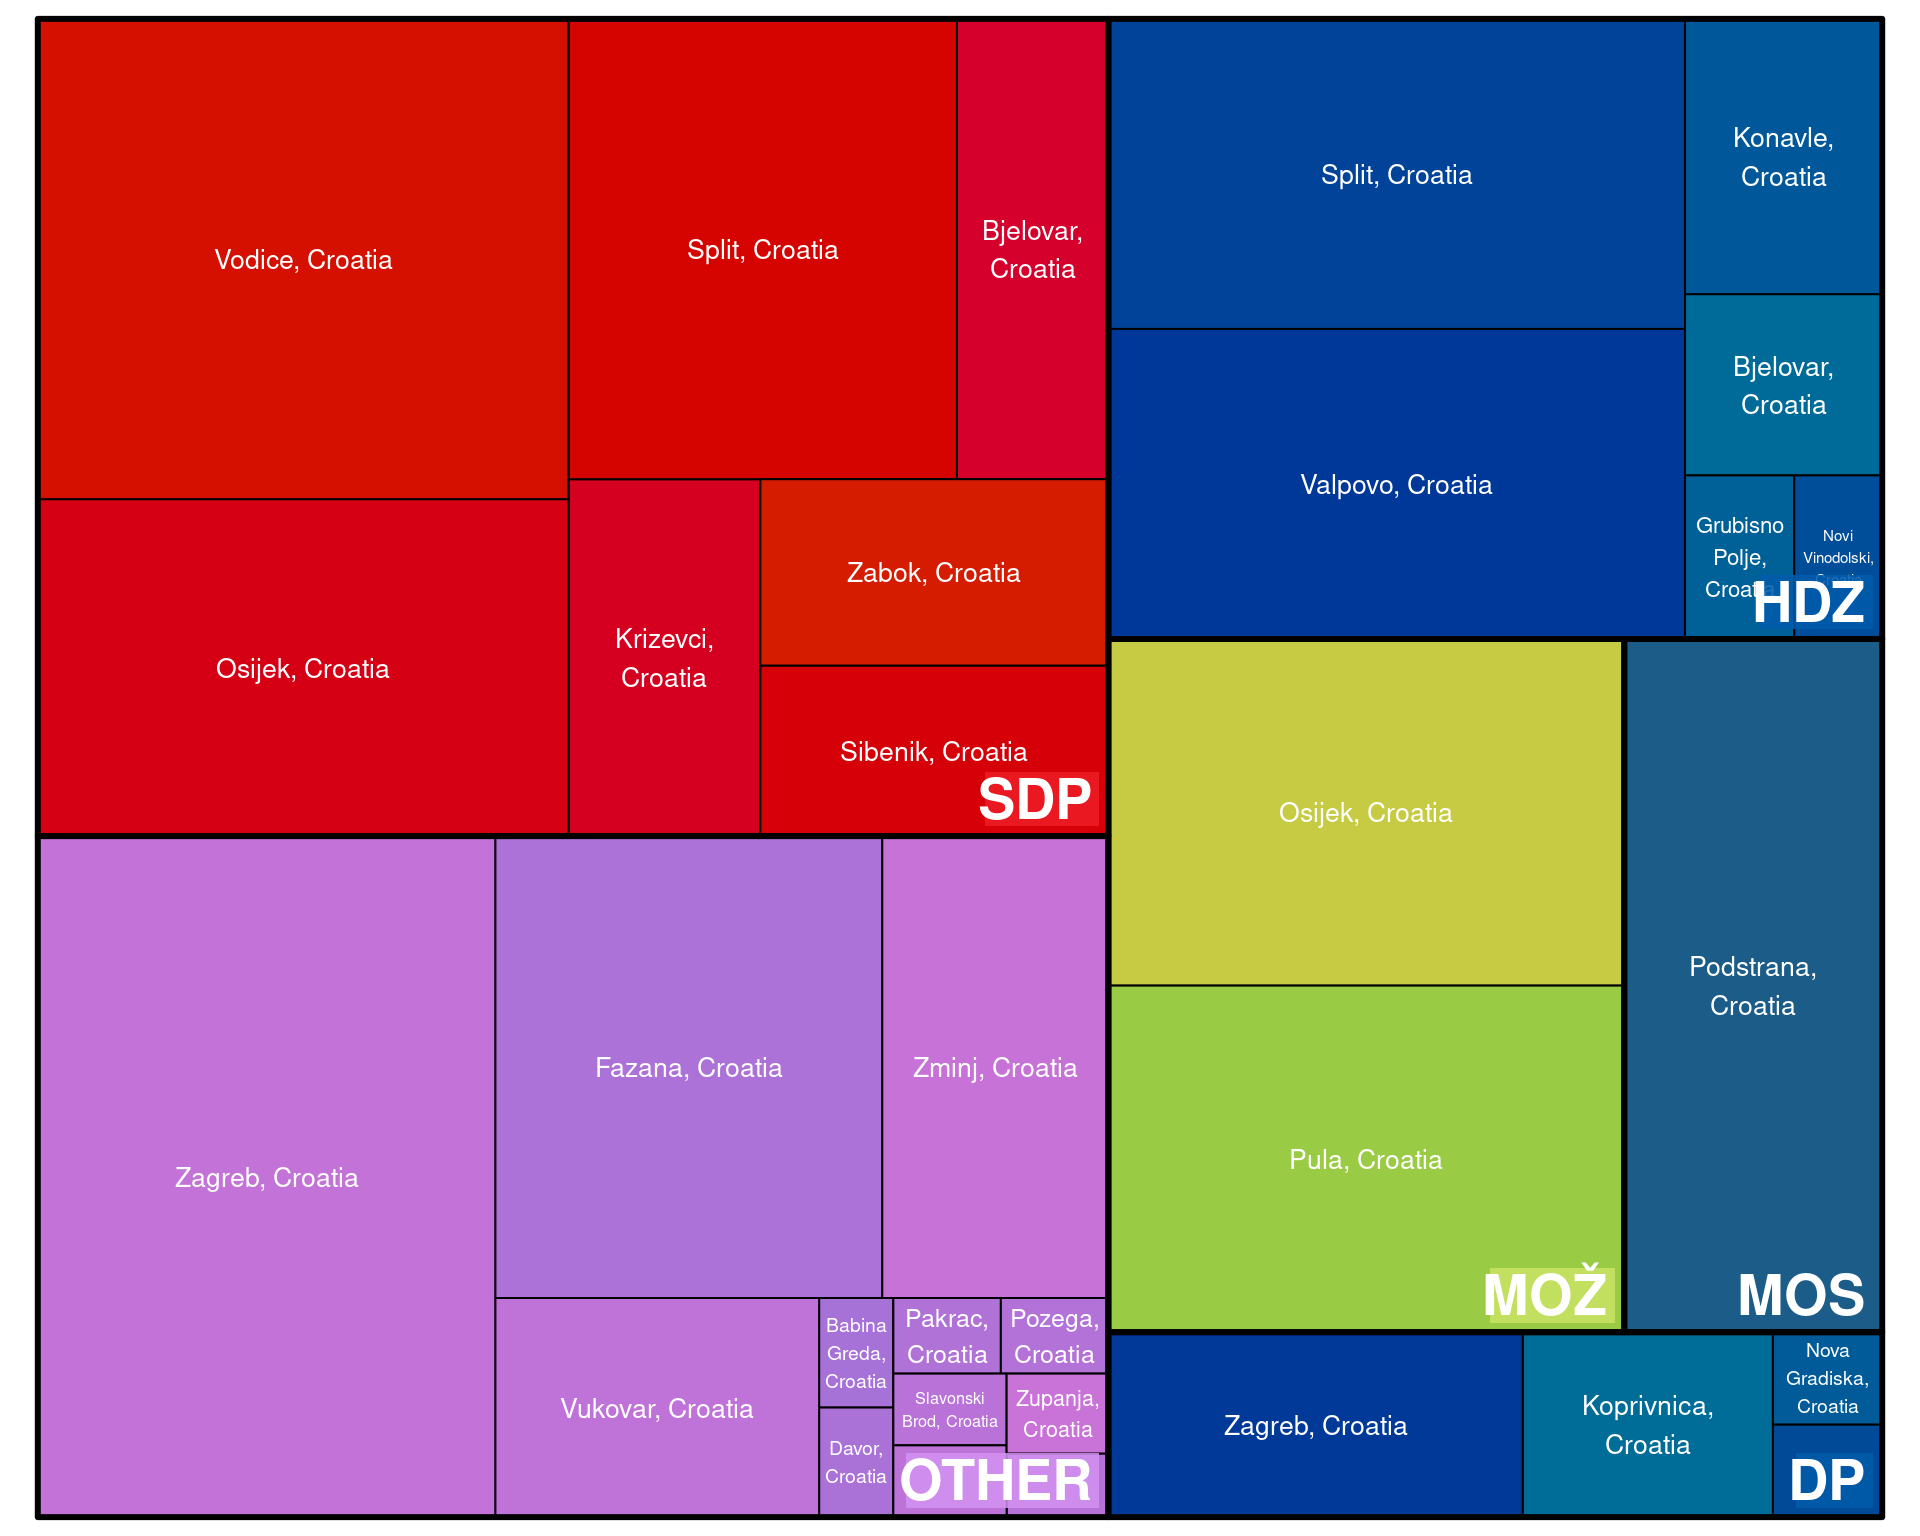 Vodice, Croatia
Split, Croatia
Bjelovar,
Croatia
Osijek, Croatia
Krizevci,
Croatia
Zabok, Croatia
Sibenik, Croatia
SDP
Split, Croatia
Konavle,
Croatia
Valpovo, Croatia
Bjelovar,
Croatia
Grubisno
Polje,
Croatia
Novi
Vinodolski,
Croatia
HDZ
Zagreb, Croatia
Fazana, Croatia
Zminj, Croatia
Vukovar, Croatia
Babina
Greda,
Croatia
Davor,
Croatia
Pakrac,
Croatia
Pozega,
Croatia
Slavonski
Brod, Croatia
Zupanja,
Croatia
OTHER
Osijek, Croatia
Pula, Croatia
MOŽ
Podstrana,
Croatia
MOS
Zagreb, Croatia
Koprivnica,
Croatia
Nova
Gradiska,
Croatia
DP